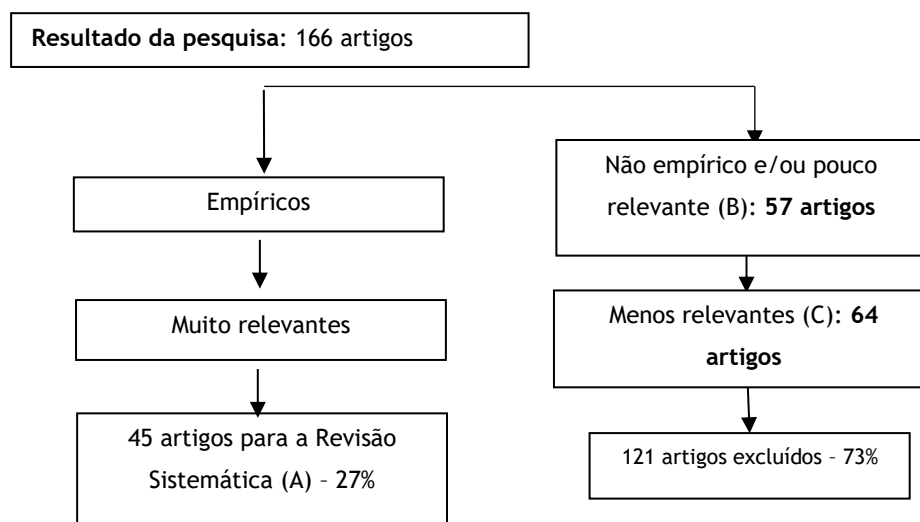 Resultado da pesquisa: 166 artigos
Empíricos
Muito relevantes
45 artigos para a Revisão
Sistemática (A) – 27%
Não empírico e/ou pouco
relevante (B): 57 artigos
Menos relevantes (C): 64
artigos
121 artigos excluídos – 73%